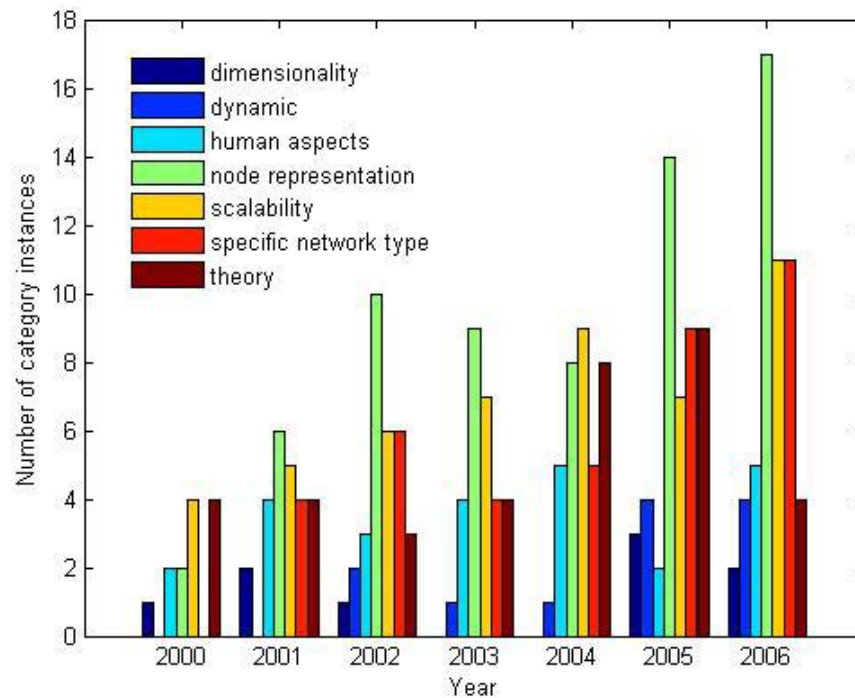 18
16
14
12
10
8
6
4
2
0
Number of category instances
dimensionality
dynamic
human aspects
node representation
scalability
specific network type
theory
2000 2001 2002 2003 2004 2005 2006
Year